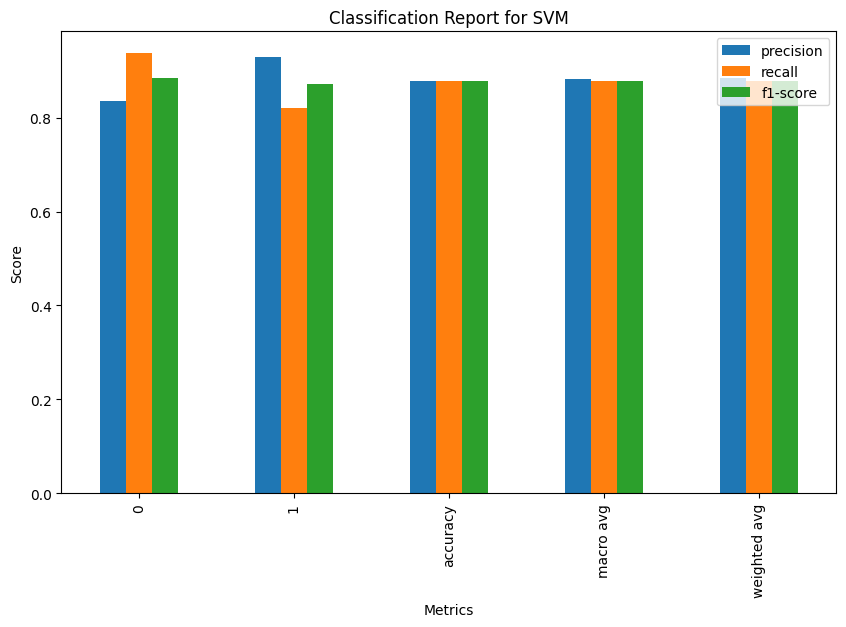 Classification Report for SVM
precision
recall
f1-score
Score
0.8
0.6
0.4
0.2
0.0
0
1
accuracy
macro avg
weighted avg
Metrics